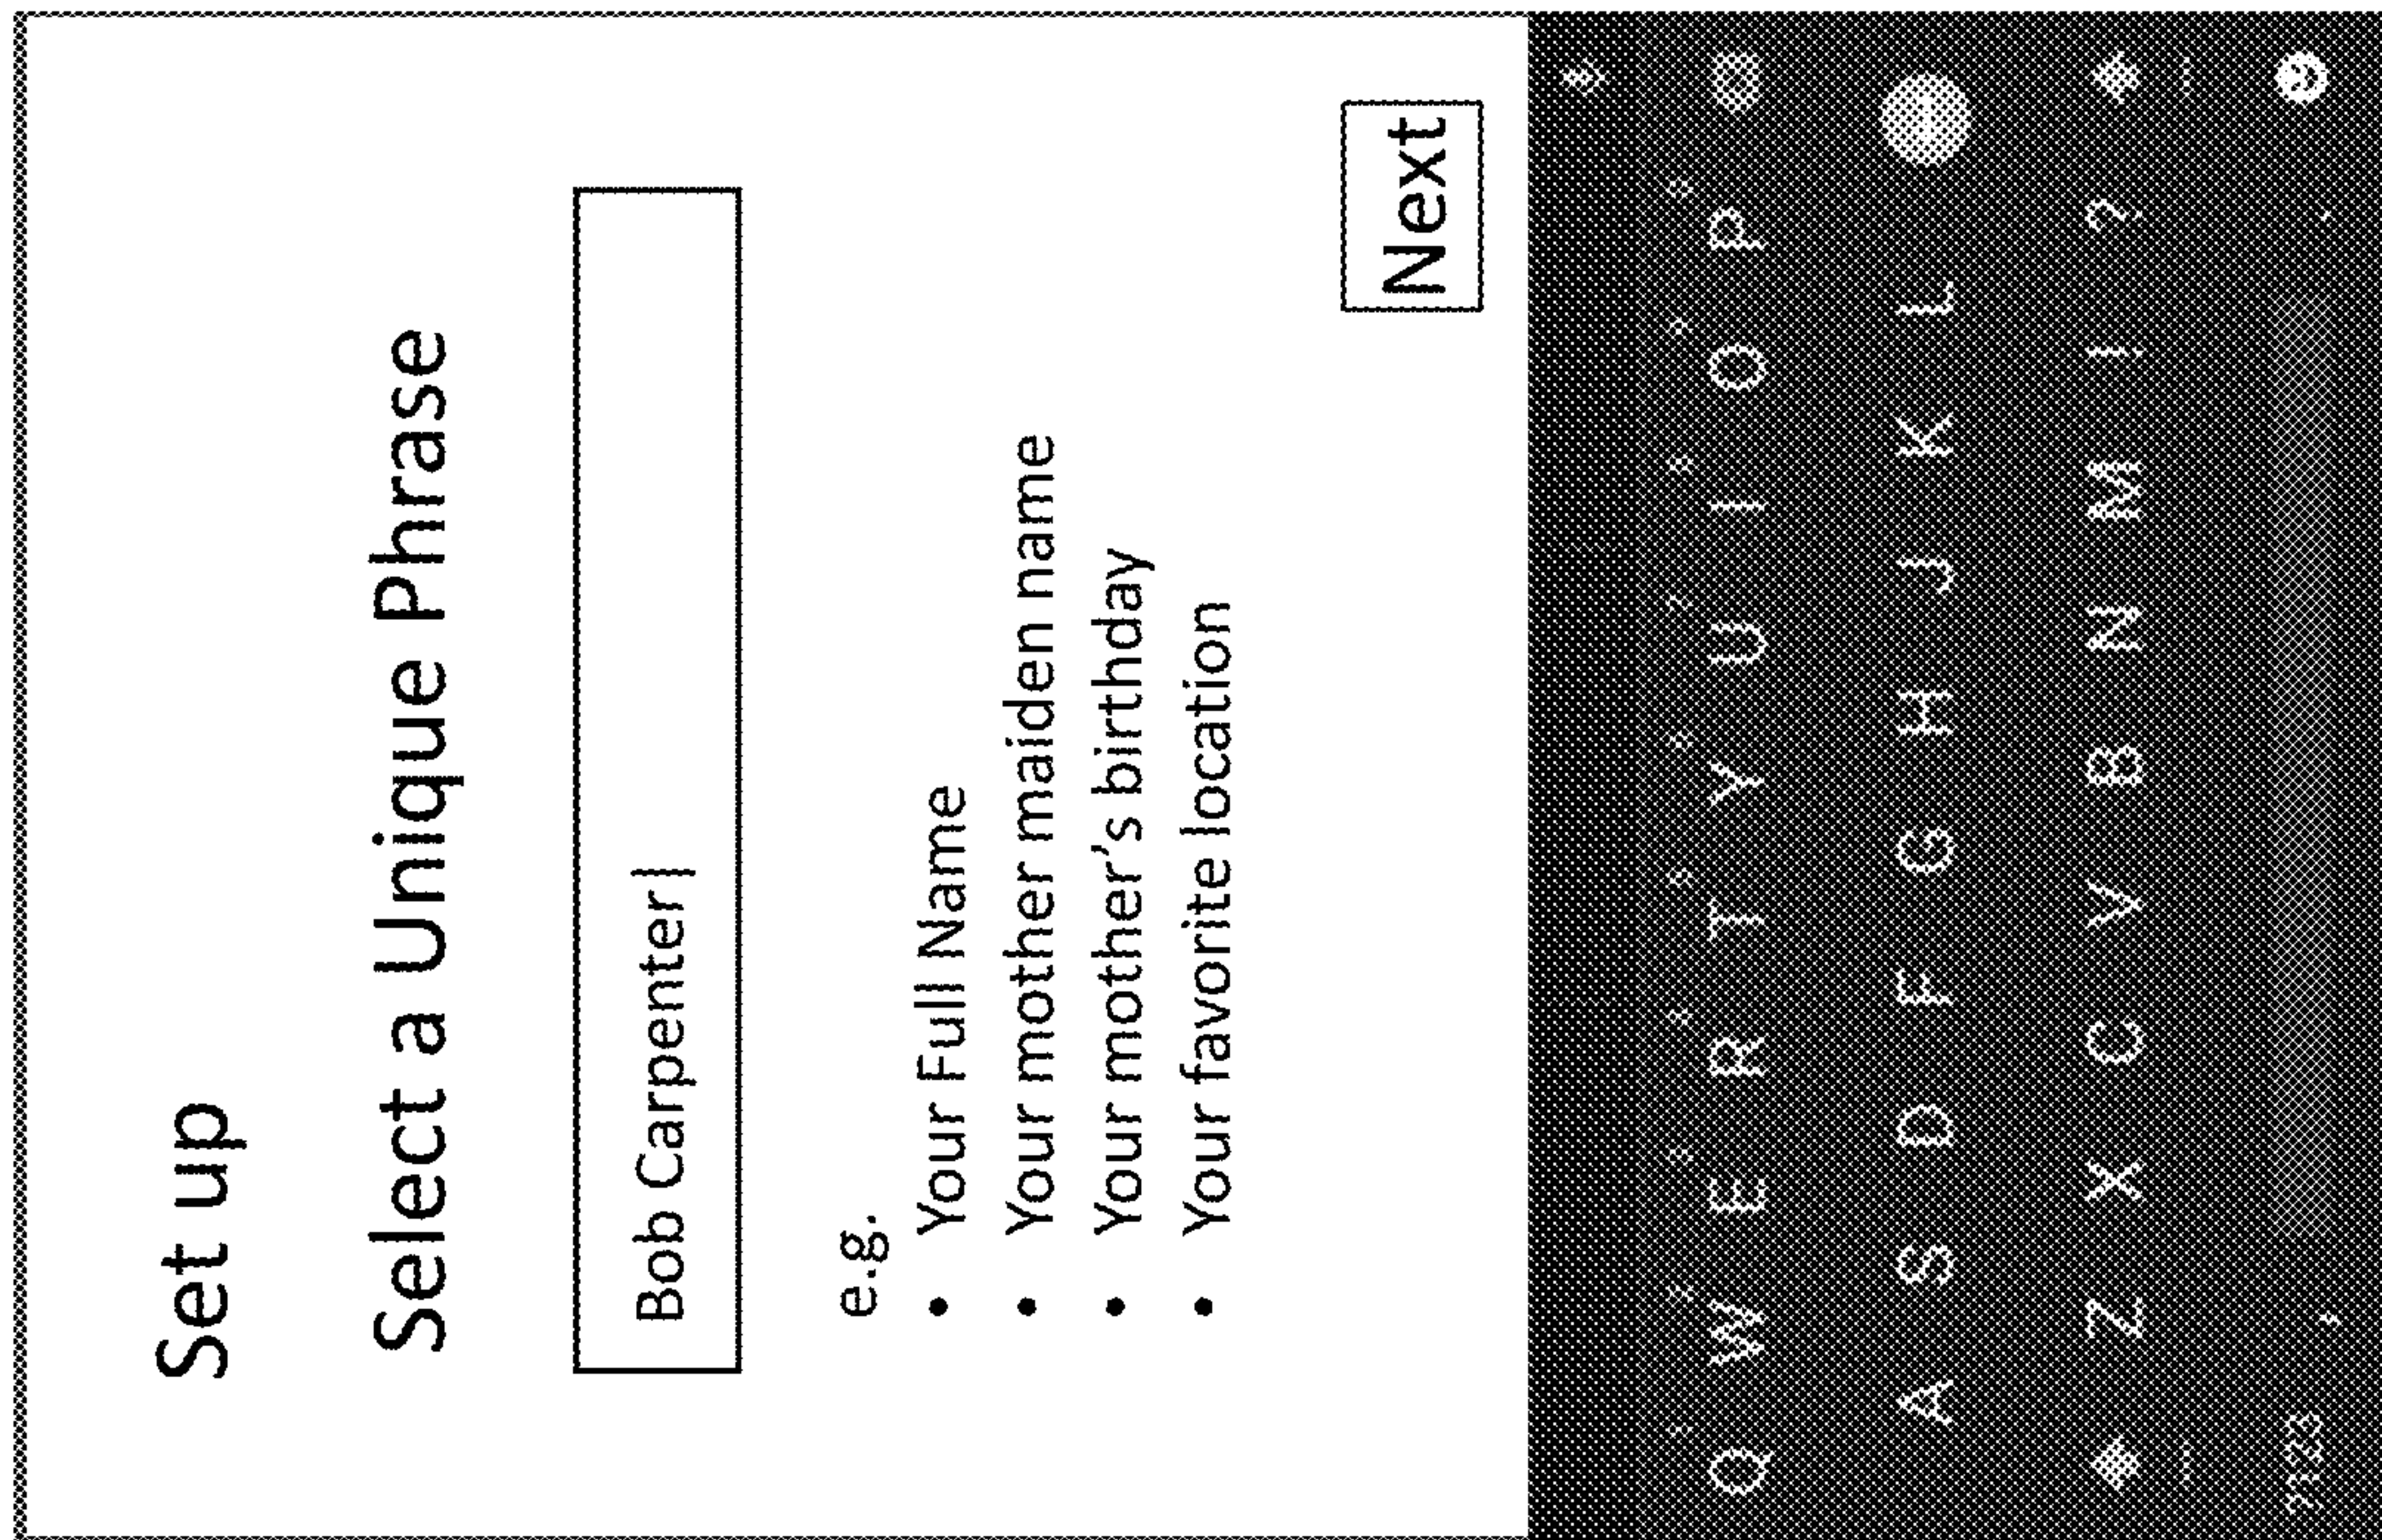 Set up
Select a Unique Phrase
Bob Carpenter
e.g.
• Your Full Name
• Your mother maiden name
• Your mother's birthday
• Your favorite location
Next
Q W E R T Y U I O P
A S D F G H J K L
Z X C V B N M ! ?
?123 , .